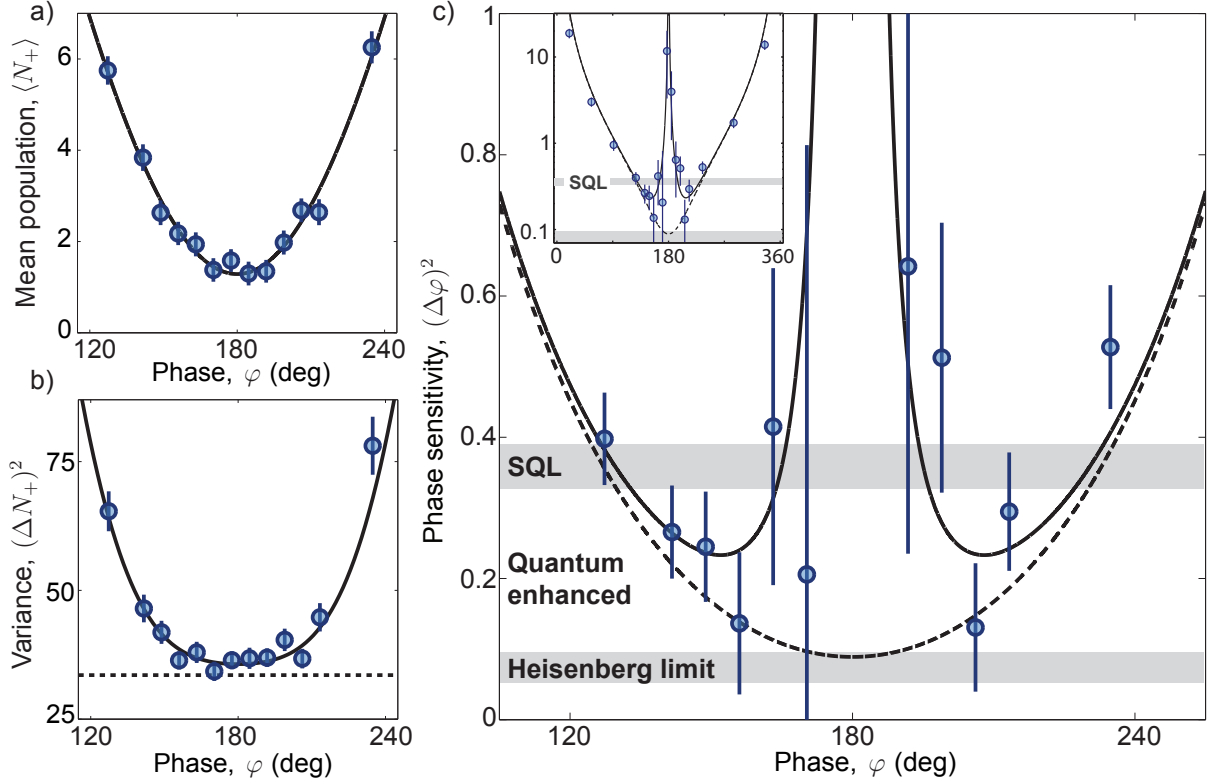 a)
Mean population, ⟨N₊⟩
6
4
2
0
120
180
240
Phase, φ (deg)
b)
Variance, (ΔN₊)²
75
50
25
120
180
240
Phase, φ (deg)
c)
Phase sensitivity, (Δφ)²
1
0.8
0.6
0.4
0.2
0
10
1
0.1
SQL
0
180
360
SQL
Quantum
enhanced
Heisenberg limit
120
180
240
Phase, φ (deg)